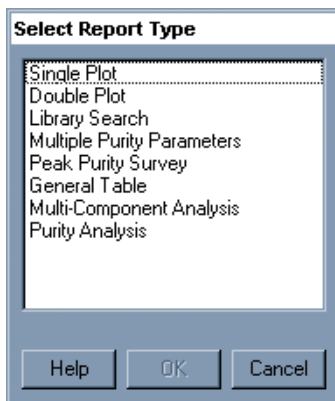 Select Report Type
Single Plot
Double Plot
Library Search
Multiple Purity Parameters
Peak Purity Survey
General Table
Multi-Component Analysis
Purity Analysis
Help OK Cancel